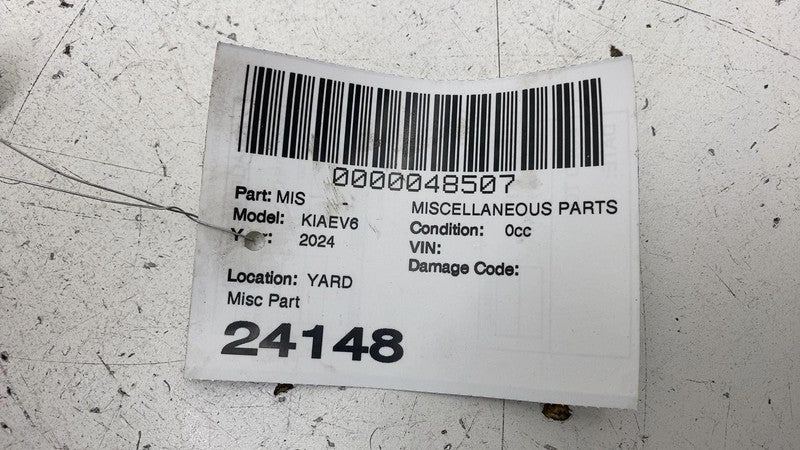 0000048507
Part: MIS -
MISCELLANEOUS PARTS
Model: KIAEV6
Condition: 0cc
2024
VIN:
Location: YARD
Damage Code:
Misc Part
24148